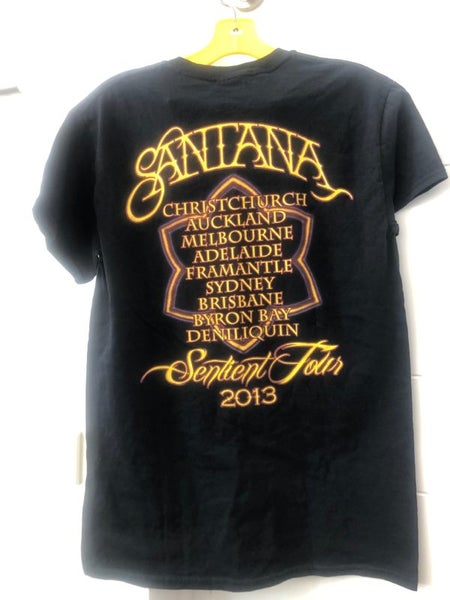 SANTANA
CHRISTCHURCH
AUCKLAND
MELBOURNE
ADELAIDE
FRAMANTLE
SYDNEY
BRISBANE
BYRON BAY
DENILIQUIN
Sentient Tour
2013